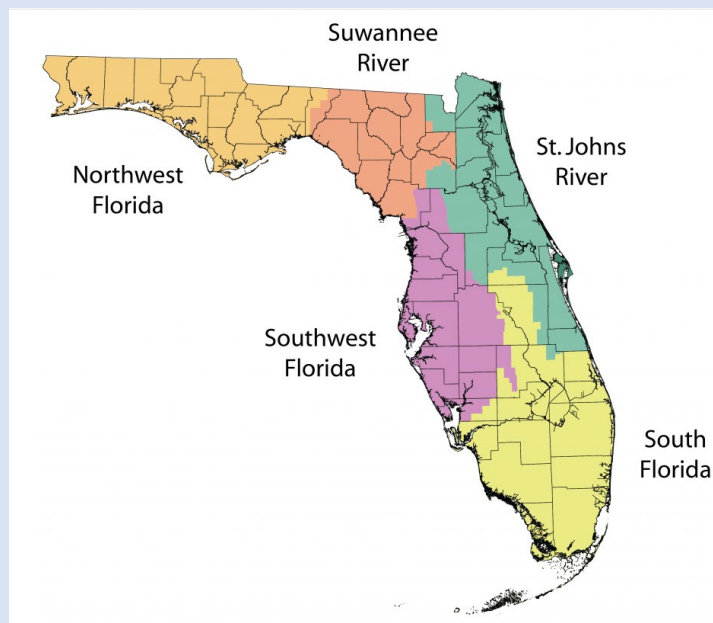 Suwannee
River
St. Johns
River
Northwest
Florida
Southwest
Florida
South
Florida